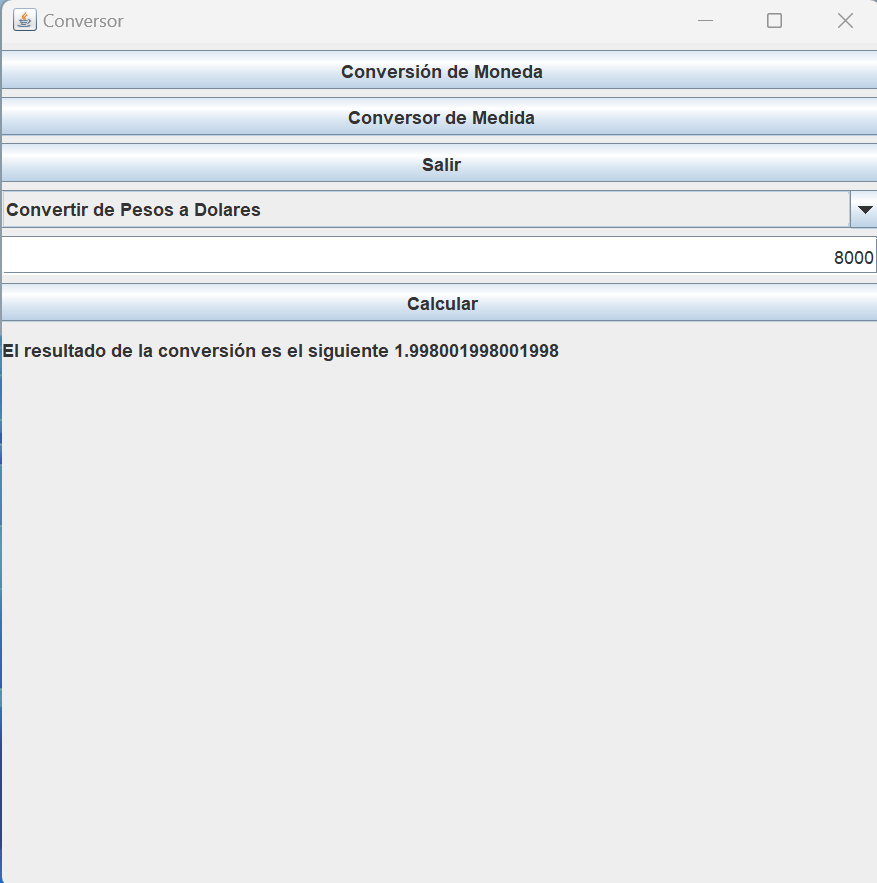 Conversor
Conversión de Moneda
Conversor de Medida
Salir
Convertir de Pesos a Dolares
8000
Calcular
El resultado de la conversión es el siguiente 1.998001998001998